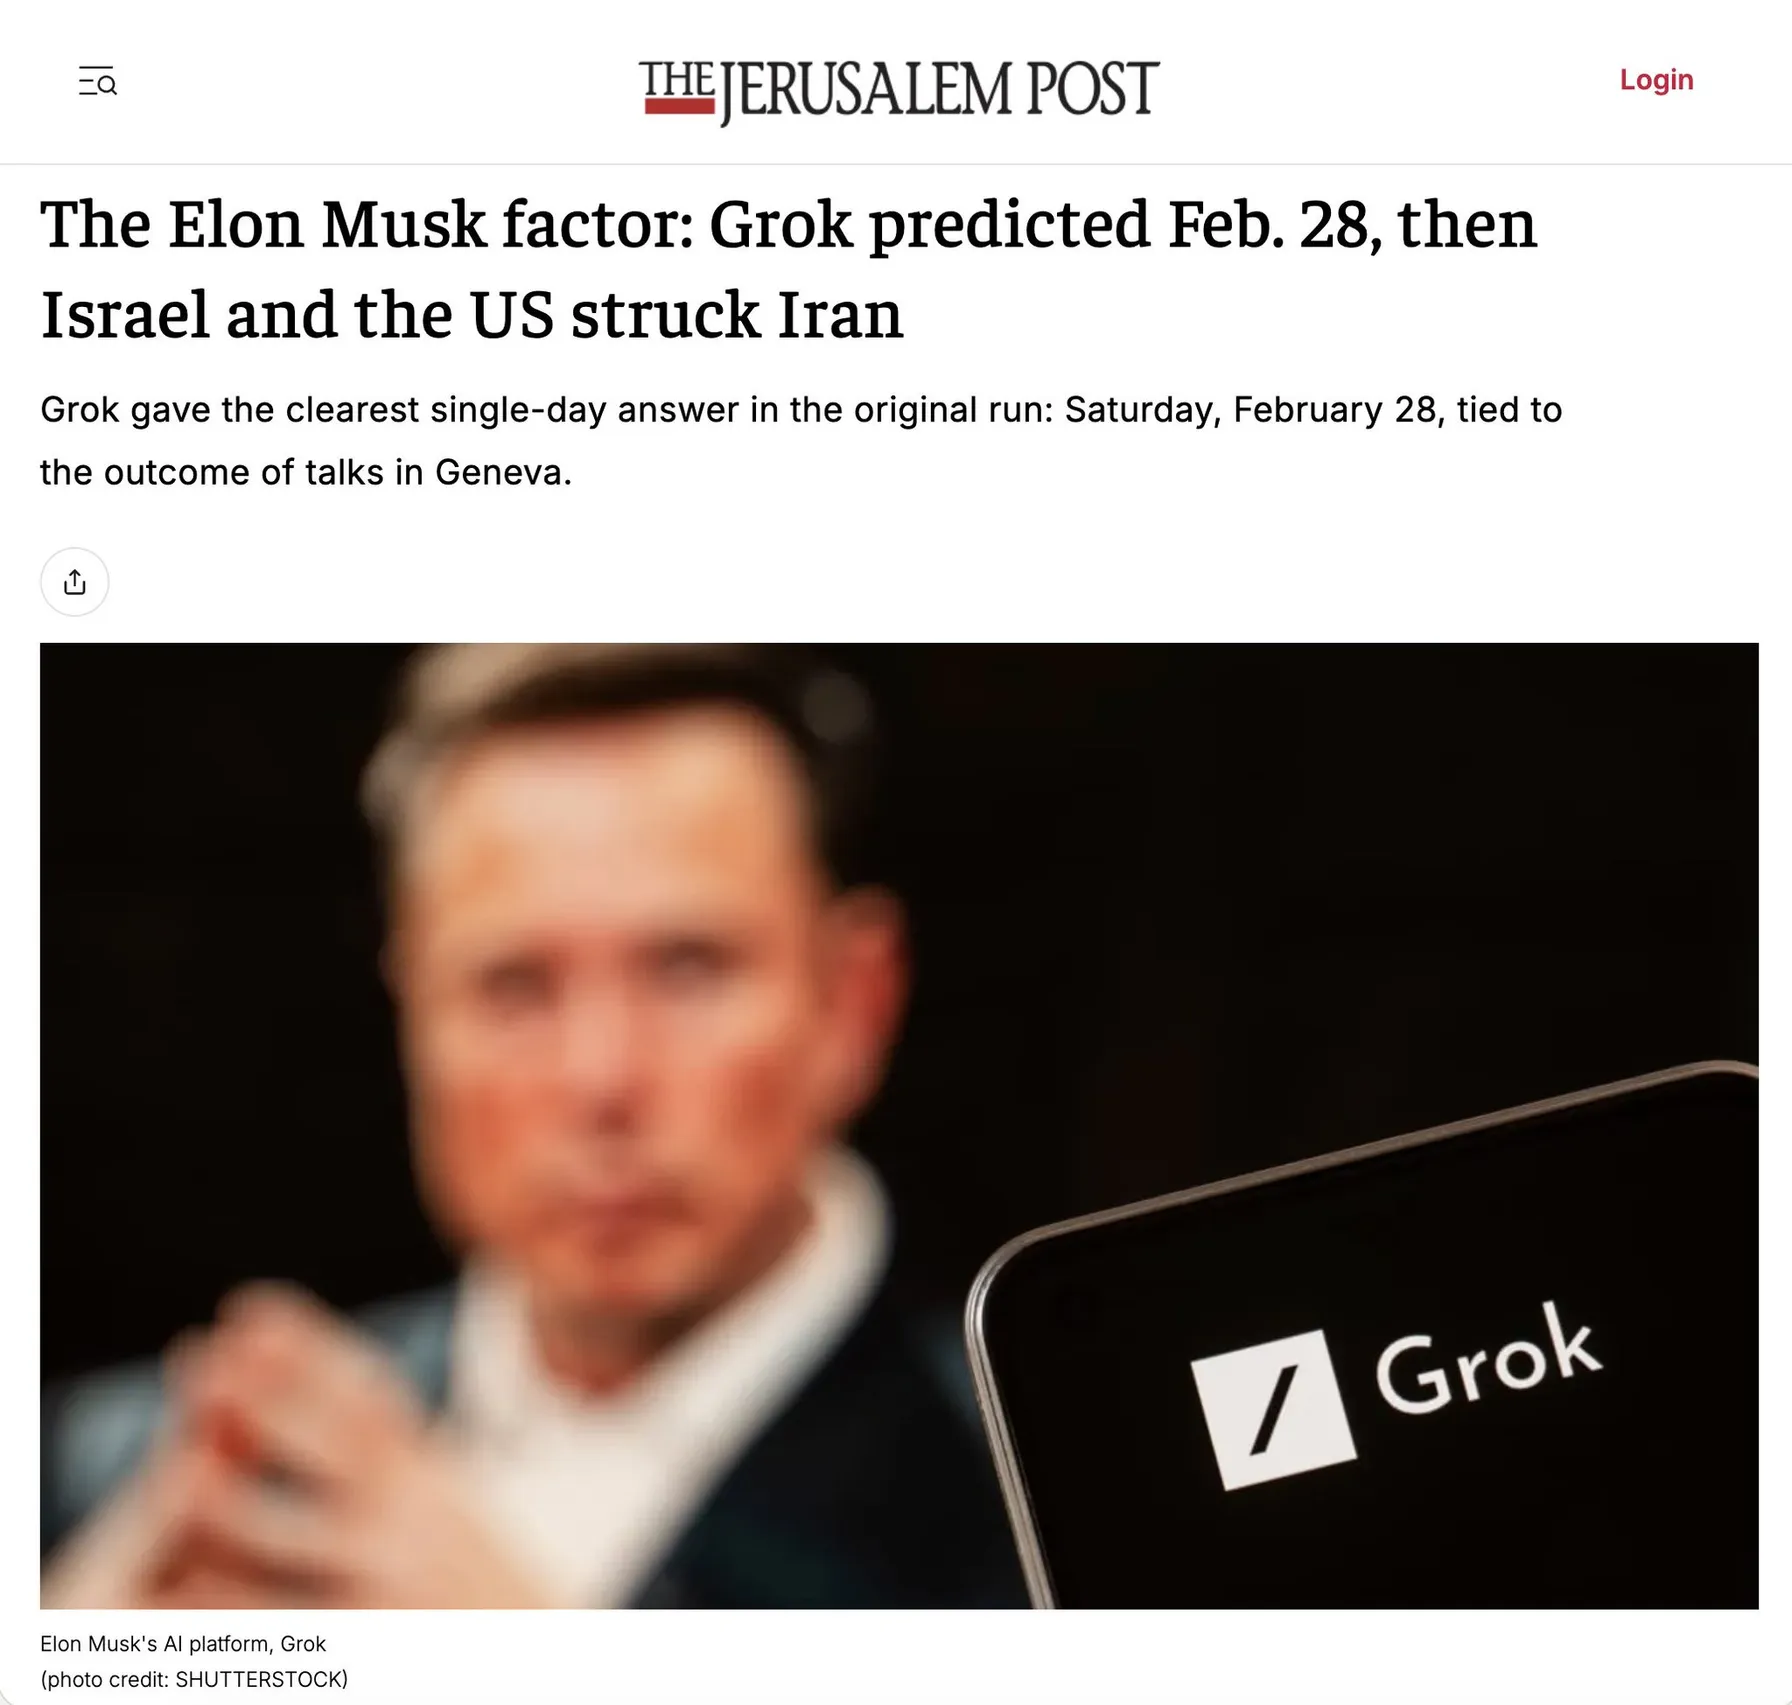 THE JERUSALEM POST
Login
The Elon Musk factor: Grok predicted Feb. 28, then
Israel and the US struck Iran
Grok gave the clearest single-day answer in the original run: Saturday, February 28, tied to
the outcome of talks in Geneva.
Grok
Elon Musk's AI platform, Grok
(photo credit: SHUTTERSTOCK)